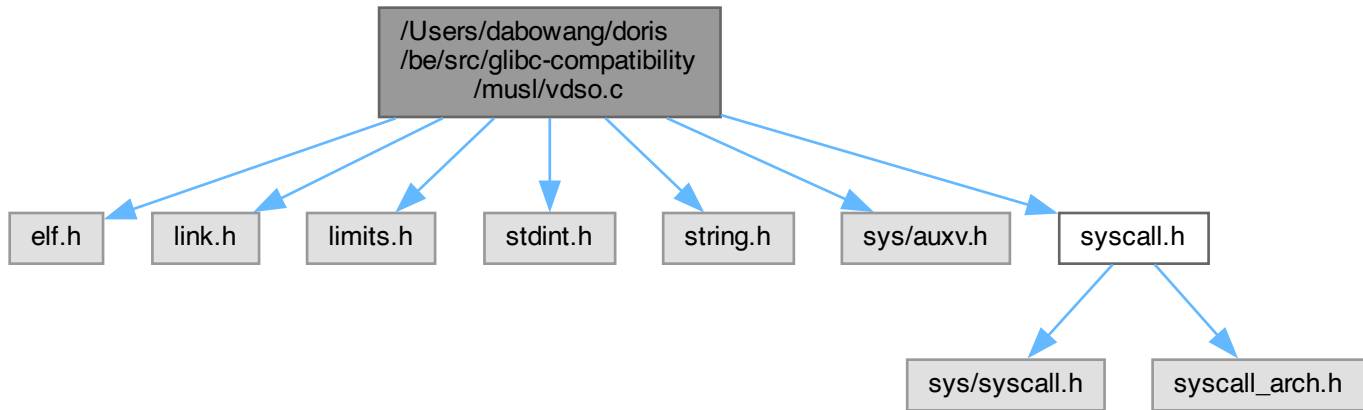 /Users/dabowang/doris
/be/src/glibc-compatibility
/musl/vdso.c
elf.h
link.h
limits.h
stdint.h
string.h
sys/auxv.h
syscall.h
sys/syscall.h
syscall_arch.h